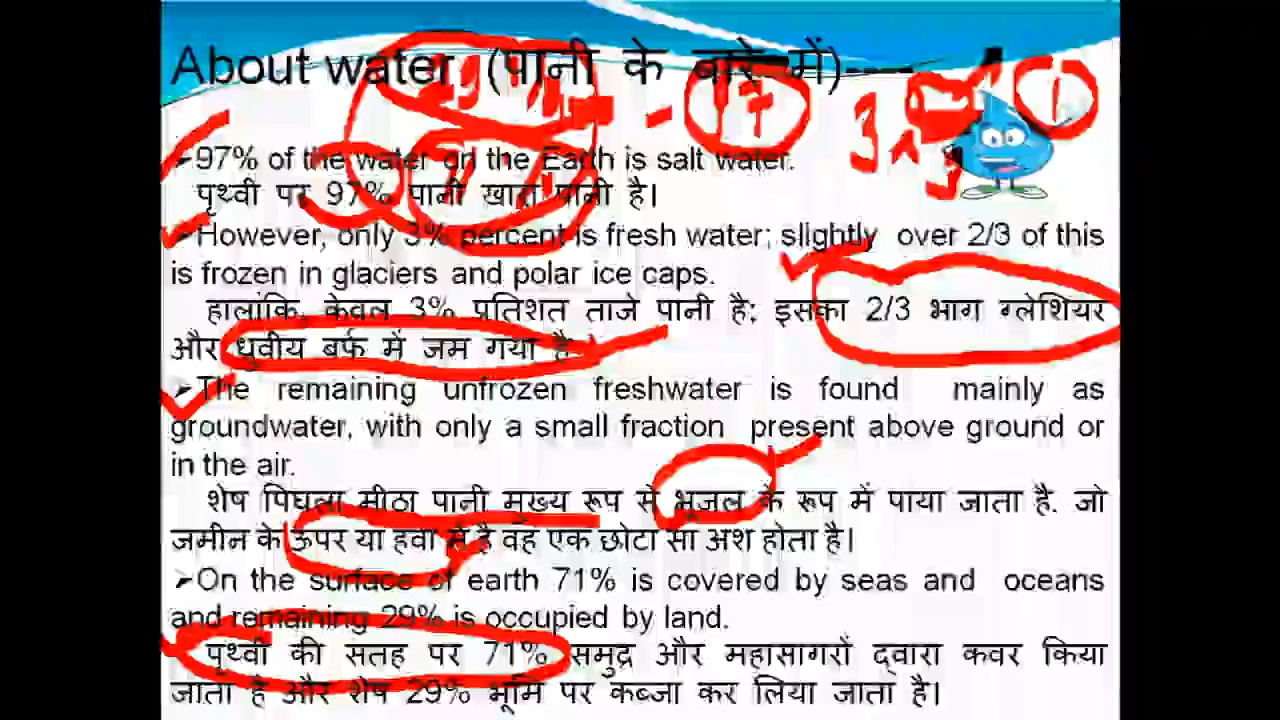 About water (पानी के बारे में)
➢97% of the water on the Earth is salt water.
पृथ्वी पर 97% पानी खारा पानी है।
➢However, only 3% percent is fresh water; slightly over 2/3 of this
is frozen in glaciers and polar ice caps.
हालांकि, केवल 3% प्रतिशत ताजे पानी है; इसका 2/3 भाग ग्लेशियर
और ध्रुवीय बर्फ में जम गया है
➢The remaining unfrozen freshwater is found mainly as
groundwater, with only a small fraction present above ground or
in the air.
शेष पिघला मीठा पानी मुख्य रूप से भूजल के रूप में पाया जाता है. जो
जमीन के ऊपर या हवा में है वह एक छोटा सा अंश होता है।
➢On the surface of earth 71% is covered by seas and oceans
and remaining 29% is occupied by land.
पृथ्वी की सतह पर 71% समुद्र और महासागरों द्वारा कवर किया
जाता है और शेष 29% भूमि पर कब्जा कर लिया जाता है।